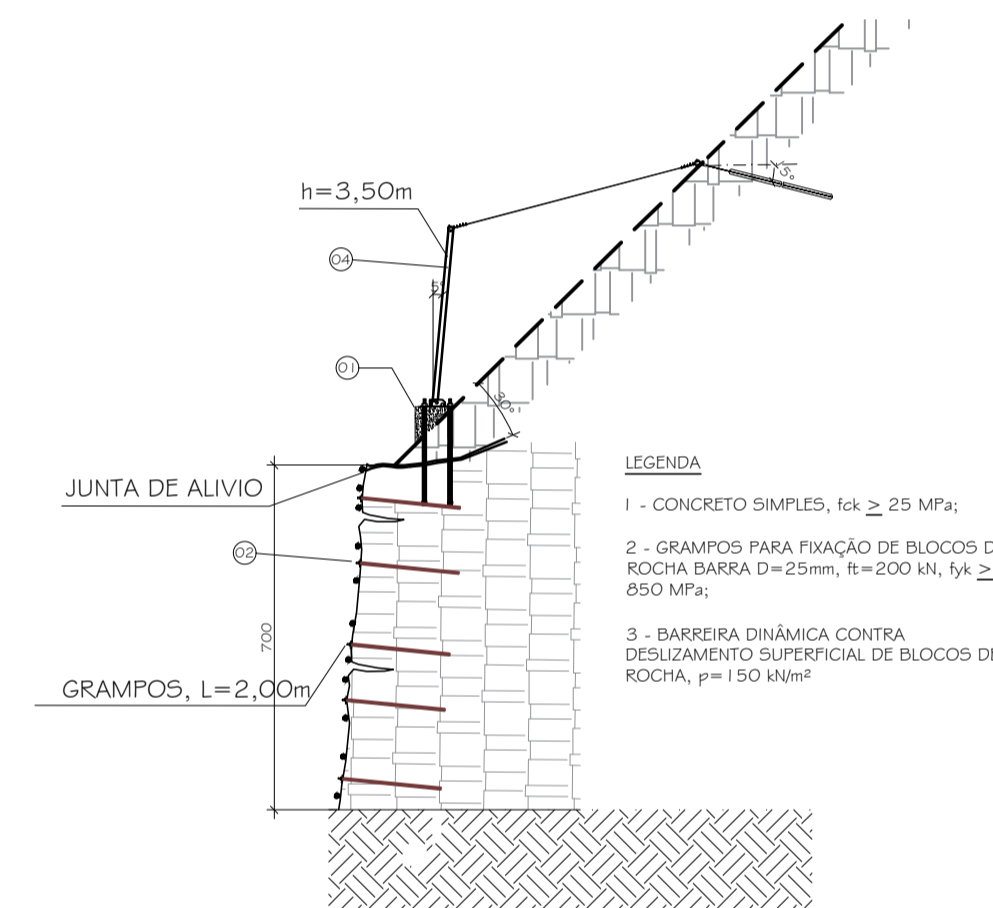 h=3,50m
04
5°
15°
01
30°
JUNTA DE ALIVIO
02
700
GRAMPOS, L=2,00m
LEGENDA
1 - CONCRETO SIMPLES, fck ≥ 25 MPa;
2 - GRAMPOS PARA FIXAÇÃO DE BLOCOS D
ROCHA BARRA D=25mm, ft=200 kN, fyk ≥
850 MPa;
3 - BARREIRA DINÂMICA CONTRA
DESLIZAMENTO SUPERFICIAL DE BLOCOS DE
ROCHA, p=150 kN/m²